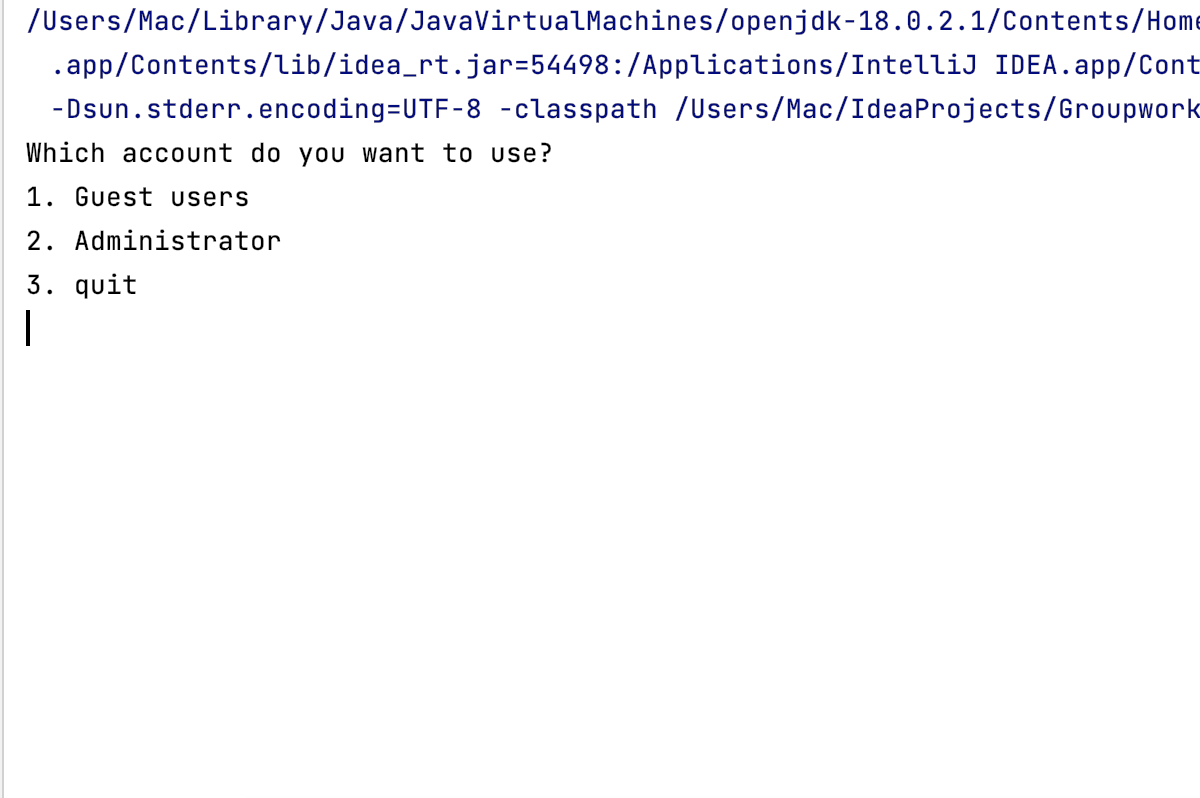 /Users/Mac/Library/Java/JavaVirtualMachines/openjdk-18.0.2.1/Contents/Home
.app/Contents/lib/idea_rt.jar=54498:/Applications/IntelliJ IDEA.app/Cont
-Dsun.stderr.encoding=UTF-8 -classpath /Users/Mac/IdeaProjects/Groupwork
Which account do you want to use?
1. Guest users
2. Administrator
3. quit